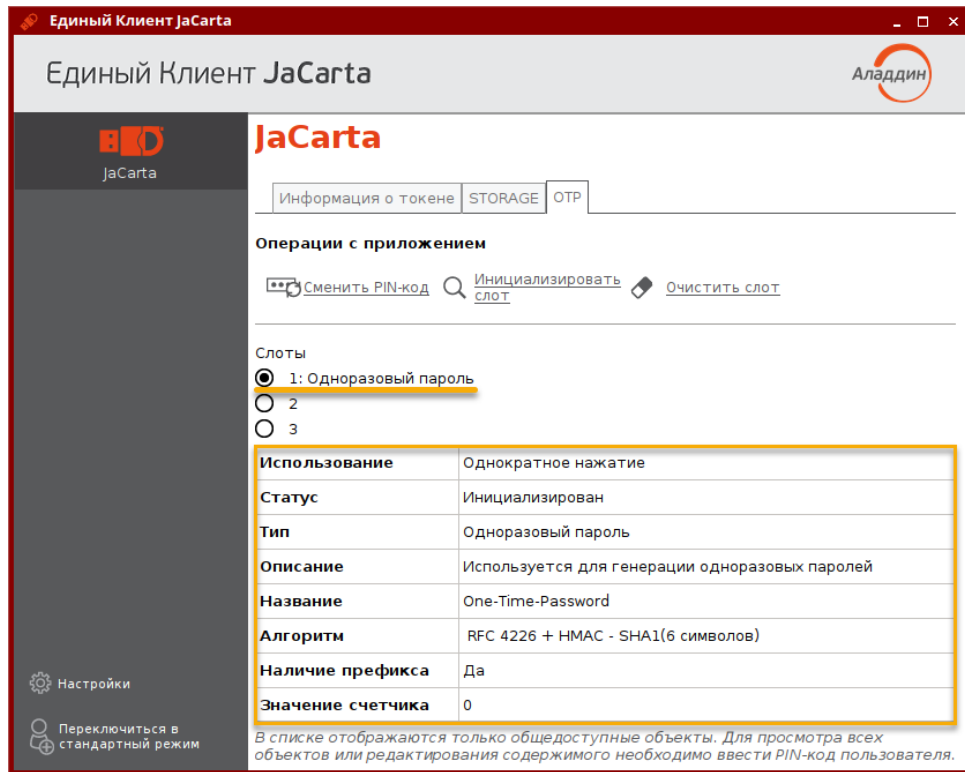 Единый Клиент JaCarta
Единый Клиент JaCarta
Аладдин
JaCarta
JaCarta
Информация о токене STORAGE OTP
Операции с приложением
Сменить PIN-код Инициализировать слот Очистить слот
Слоты
1: Одноразовый пароль
2
3
Использование Однократное нажатие
Статус Инициализирован
Тип Одноразовый пароль
Описание Используется для генерации одноразовых паролей
Название One-Time-Password
Алгоритм RFC 4226 + HMAC - SHA1(6 символов)
Наличие префикса Да
Значение счетчика 0
В списке отображаются только общедоступные объекты. Для просмотра всех
объектов или редактирования содержимого необходимо ввести PIN-код пользователя.
Настройки
Переключиться в
стандартный режим